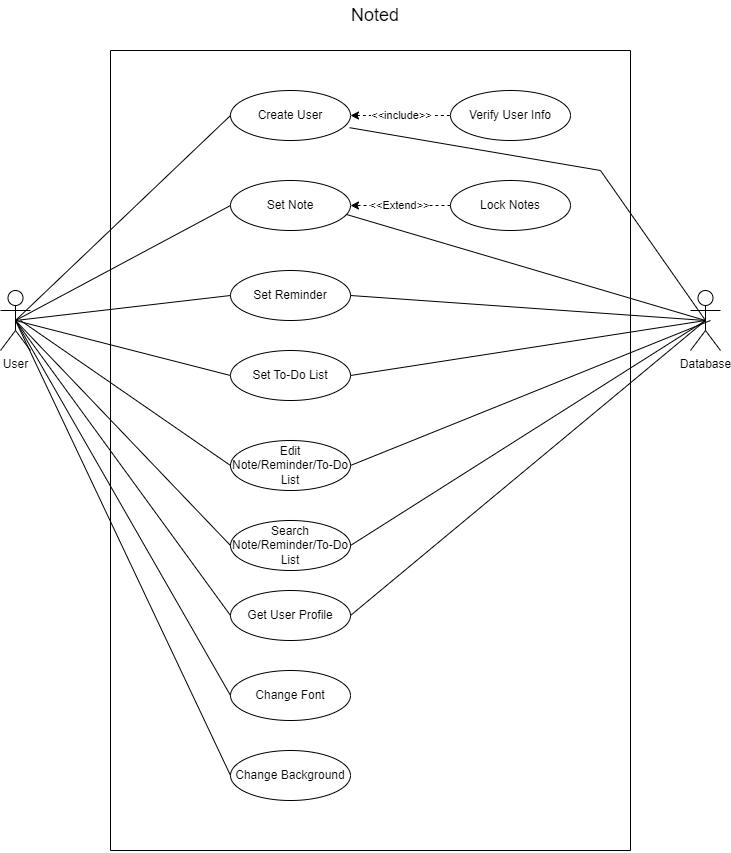 Noted
Create User
<<include>>
Verify User Info
Set Note
<<Extend>>
Lock Notes
Set Reminder
User
Database
Set To-Do List
Edit
Note/Reminder/To-Do
List
Search
Note/Reminder/To-Do
List
Get User Profile
Change Font
Change Background